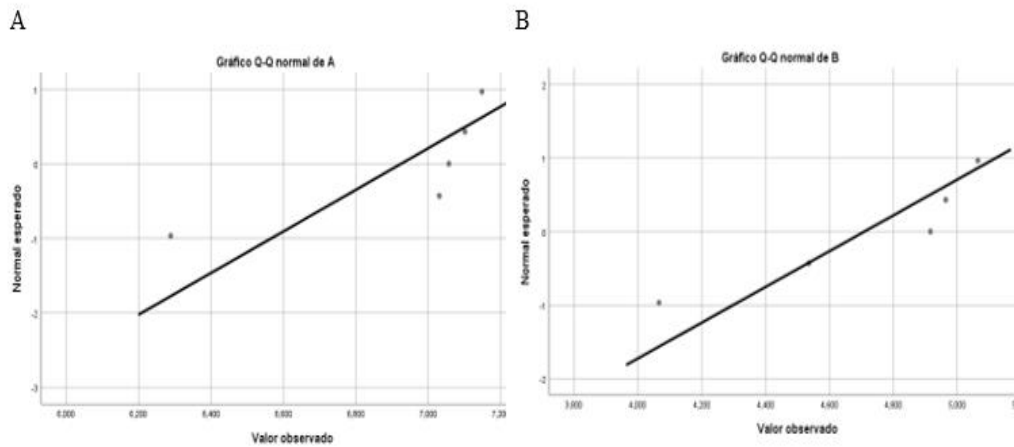 A
B
Gráfico Q-Q normal de A
Normal esperado
1
0
-1
-2
-3
6,000
6,200
6,400
6,600
6,800
7,000
7,20
Valor observado
Gráfico Q-Q normal de B
Normal esperado
2
1
0
-1
-2
4,000
4,200
4,400
4,600
4,800
5,000
Valor observado